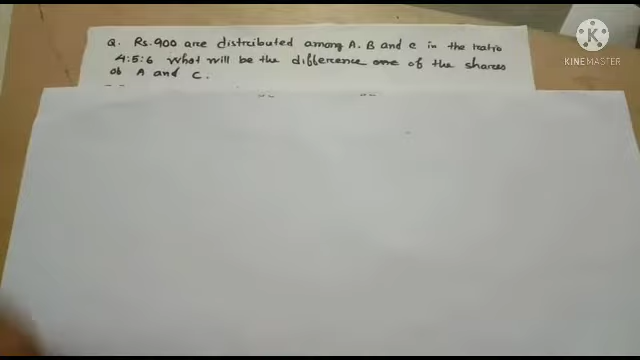 Q. Rs.900 are distributed among A. B and C in the ratio
4:5:6 What will be the difference one of the shares
of A and C.
K
KINEMASTER